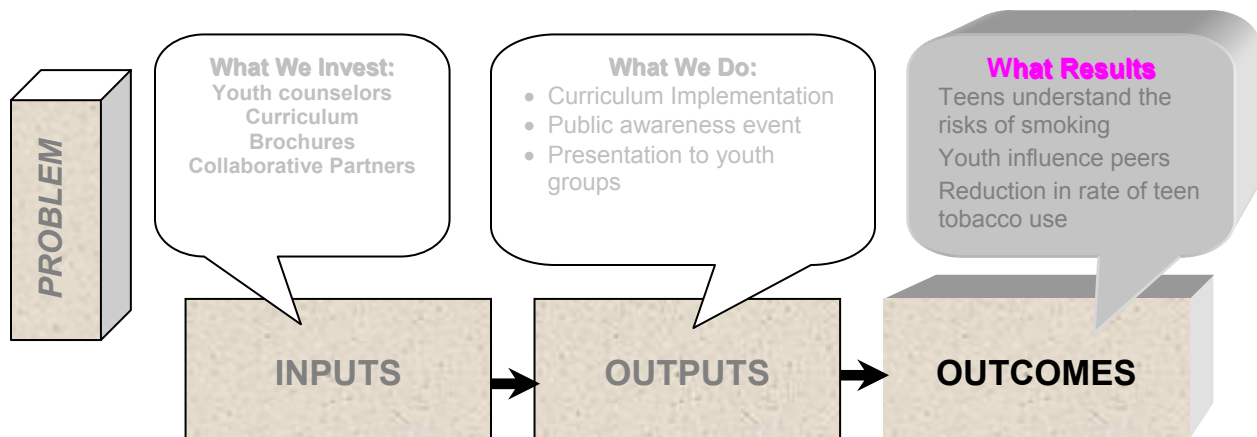 PROBLEM
What We Invest:
Youth counselors
Curriculum
Brochures
Collaborative Partners
What We Do:
• Curriculum Implementation
• Public awareness event
• Presentation to youth
groups
What Results
Teens understand the
risks of smoking
Youth influence peers
Reduction in rate of teen
tobacco use
INPUTS
OUTPUTS
OUTCOMES